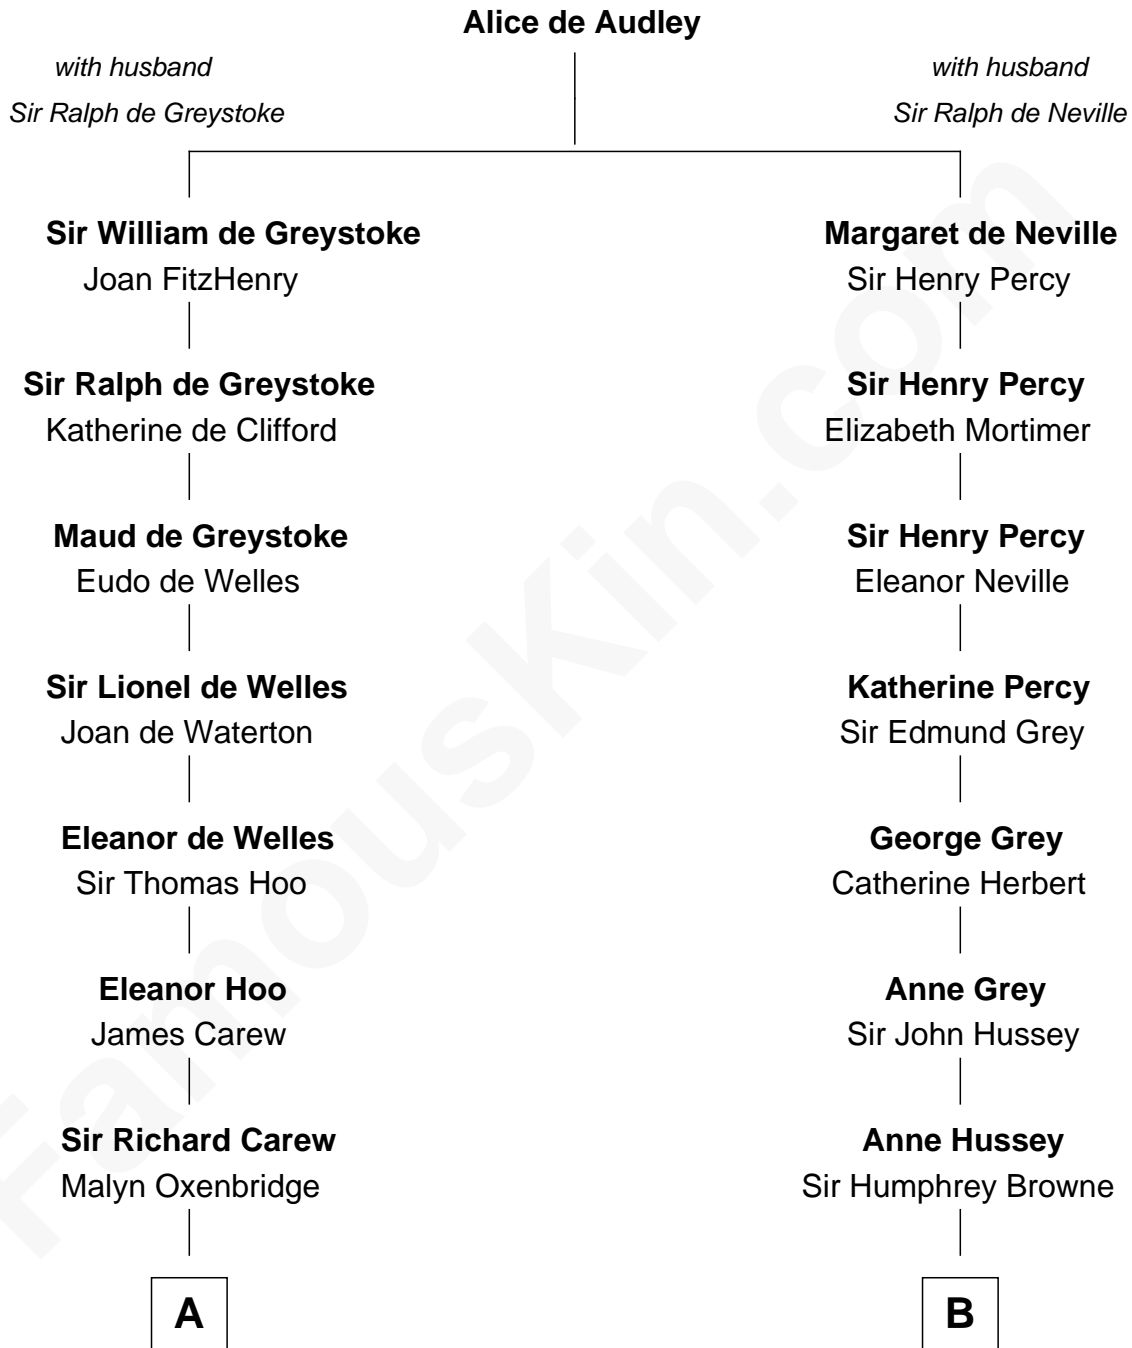 Alice de Audley
with husband
Sir Ralph de Greystoke
with husband
Sir Ralph de Neville
Sir William de Greystoke
Joan FitzHenry
Sir Ralph de Greystoke
Katherine de Clifford
Maud de Greystoke
Eudo de Welles
Sir Lionel de Welles
Joan de Waterton
Eleanor de Welles
Sir Thomas Hoo
Eleanor Hoo
James Carew
Sir Richard Carew
Malyn Oxenbridge
A
Margaret de Neville
Sir Henry Percy
Sir Henry Percy
Elizabeth Mortimer
Sir Henry Percy
Eleanor Neville
Katherine Percy
Sir Edmund Grey
George Grey
Catherine Herbert
Anne Grey
Sir John Hussey
Anne Hussey
Sir Humphrey Browne
B
FamousKin.com